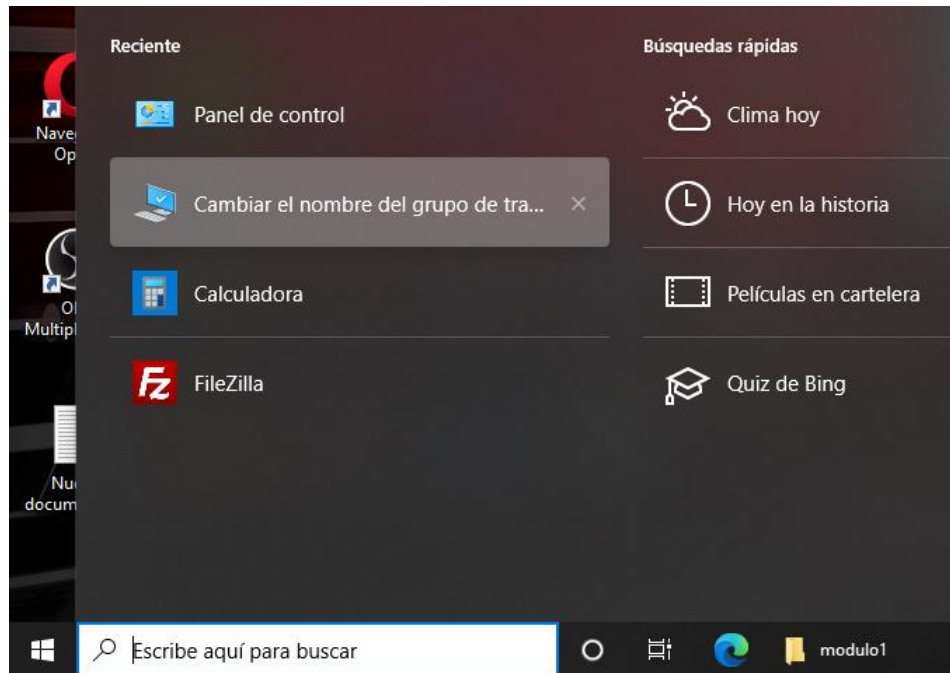 Reciente
Búsquedas rápidas
Panel de control
Clima hoy
Cambiar el nombre del grupo de tra...
Hoy en la historia
Calculadora
Películas en cartelera
Fz
FileZilla
Quiz de Bing
Escribe aquí para buscar
modulo1